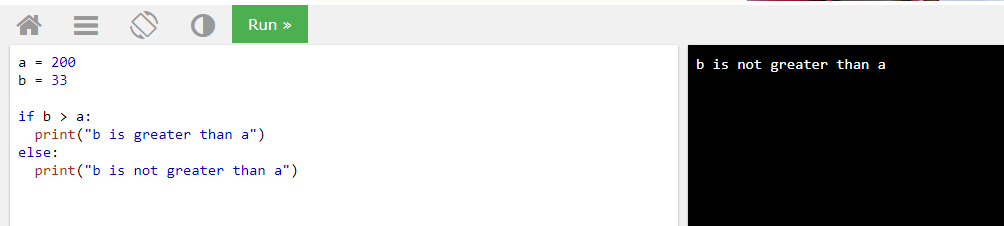 Run »
a = 200
b = 33
if b > a:
  print("b is greater than a")
else:
  print("b is not greater than a")
b is not greater than a